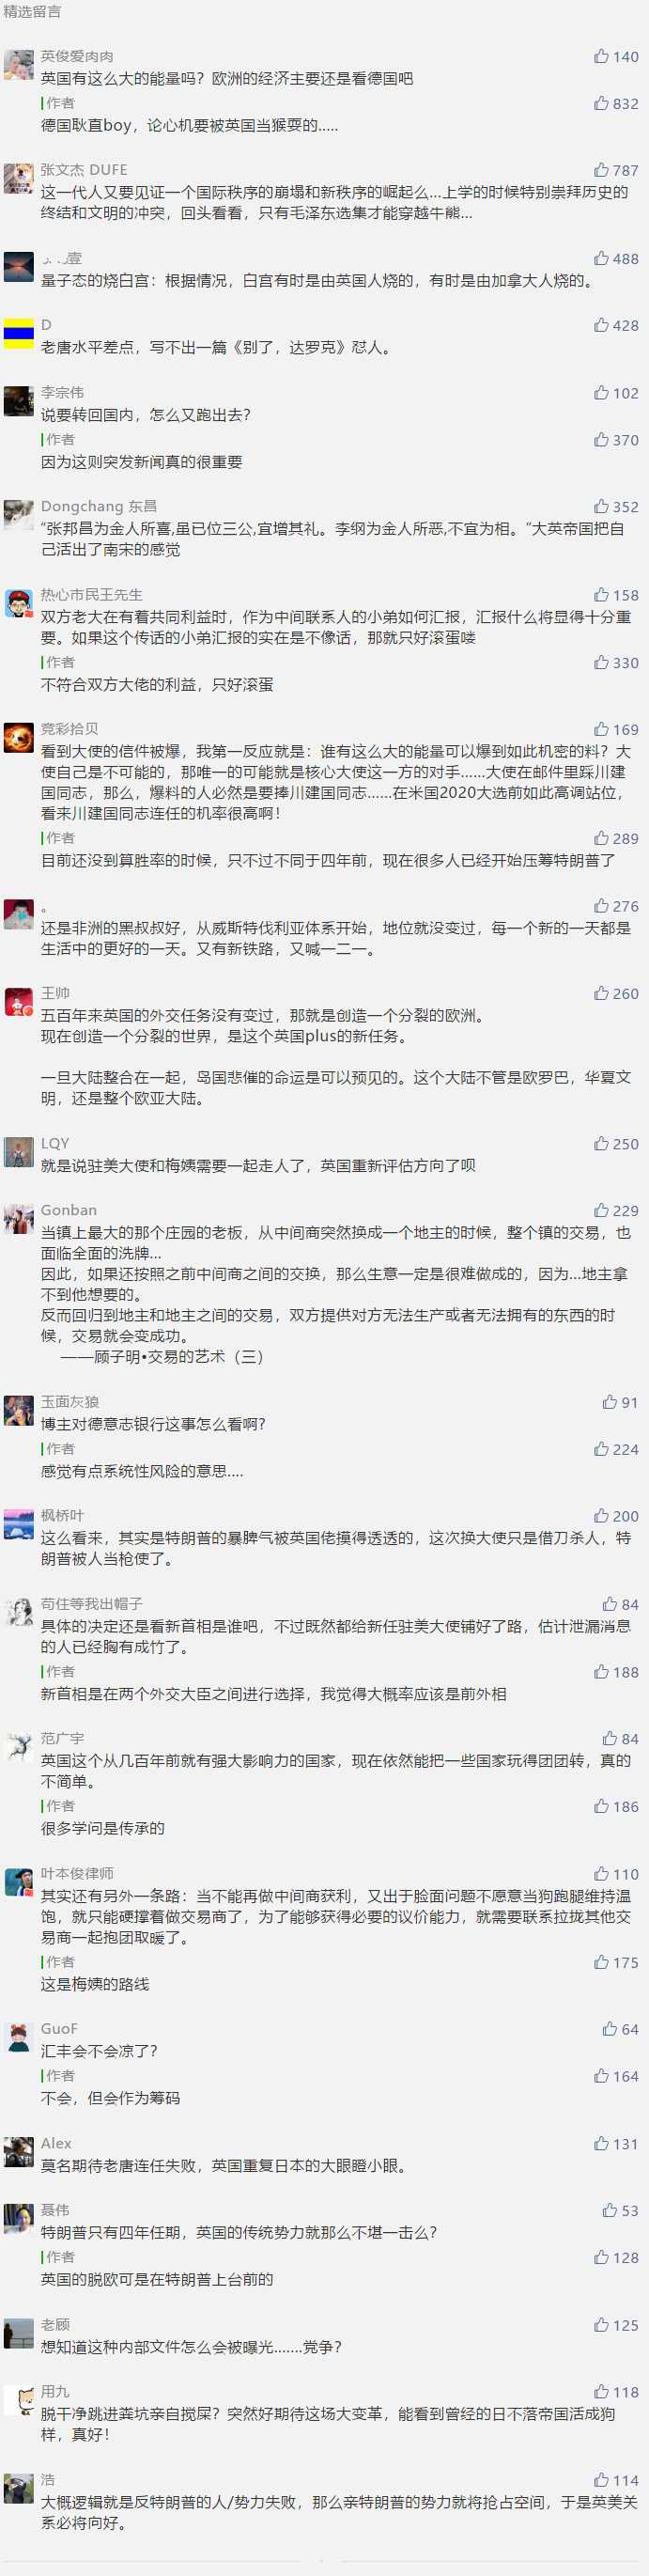 精选留言
英俊爱肉肉 140
英国有这么大的能量吗？欧洲的经济主要还是看德国吧
作者 832
德国耿直boy，论心机要被英国当猴耍的.....
张文杰 DUFE 787
这一代人又要见证一个国际秩序的崩塌和新秩序的崛起么...上学的时候特别崇拜历史的
终结和文明的冲突，回头看看，只有毛泽东选集才能穿越牛熊...
壹 488
量子态的烧白宫：根据情况，白宫有时是由英国人烧的，有时是由加拿大人烧的。
D 428
老唐水平差点，写不出一篇《别了，达罗克》怼人。
李宗伟 102
说要转回国内，怎么又跑出去？
作者 370
因为这则突发新闻真的很重要
Dongchang 东昌 352
“张邦昌为金人所喜,虽已位三公,宜增其礼。李纲为金人所恶,不宜为相。”大英帝国把自
己活出了南宋的感觉
热心市民王先生 158
双方老大在有着共同利益时，作为中间联系人的小弟如何汇报，汇报什么将显得十分重
要。如果这个传话的小弟汇报的实在是不像话，那就只好滚蛋喽
作者 330
不符合双方大佬的利益，只好滚蛋
竞彩拾贝 169
看到大使的信件被爆，我第一反应就是：谁有这么大的能量可以爆到如此机密的料？大
使自己是不可能的，那唯一的可能就是核心大使这一方的对手……大使在邮件里踩川建
国同志，那么，爆料的人必然是要捧川建国同志……在米国2020大选前如此高调站位，
看来川建国同志连任的机率很高啊！
作者 289
目前还没到算胜率的时候，只不过不同于四年前，现在很多人已经开始压筹特朗普了
。 276
还是非洲的黑叔叔好，从威斯特伐利亚体系开始，地位就没变过，每一个新的一天都是
生活中的更好的一天。又有新铁路，又喊一二一。
王帅 260
五百年来英国的外交任务没有变过，那就是创造一个分裂的欧洲。
现在创造一个分裂的世界，是这个英国plus的新任务。
一旦大陆整合在一起，岛国悲催的命运是可以预见的。这个大陆不管是欧罗巴，华夏文
明，还是整个欧亚大陆。
LQY 250
就是说驻美大使和梅姨需要一起走人了，英国重新评估方向了呗
Gonban 229
当镇上最大的那个庄园的老板，从中间商突然换成一个地主的时候，整个镇的交易，也
面临全面的洗牌...
因此，如果还按照之前中间商之间的交换，那么生意一定是很难做成的，因为...地主拿
不到他想要的。
反而回归到地主和地主之间的交易，双方提供对方无法生产或者无法拥有的东西的时
候，交易就会变成功。
——顾子明•交易的艺术（三）
玉面灰狼 91
博主对德意志银行这事怎么看啊?
作者 224
感觉有点系统性风险的意思....
枫桥叶 200
这么看来，其实是特朗普的暴脾气被英国佬摸得透透的，这次换大使只是借刀杀人，特
朗普被人当枪使了。
苟住等我出帽子 84
具体的决定还是看新首相是谁吧，不过既然都给新任驻美大使铺好了路，估计泄漏消息
的人已经胸有成竹了。
作者 188
新首相是在两个外交大臣之间进行选择，我觉得大概率应该是前外相
范广宇 84
英国这个从几百年前就有强大影响力的国家，现在依然能把一些国家玩得团团转，真的
不简单。
作者 186
很多学问是传承的
叶本俊律师 110
其实还有另外一条路：当不能再做中间商获利，又出于脸面问题不愿意当狗跑腿维持温
饱，就只能硬撑着做交易商了，为了能够获得必要的议价能力，就需要联系拉拢其他交
易商一起抱团取暖了。
作者 175
这是梅姨的路线
GuoF 64
汇丰会不会凉了?
作者 164
不会，但会作为筹码
Alex 131
莫名期待老唐连任失败，英国重复日本的大眼瞪小眼。
聂伟 53
特朗普只有四年任期，英国的传统势力就那么不堪一击么？
作者 128
英国的脱欧可是在特朗普上台前的
老顾 125
想知道这种内部文件怎么会被曝光.......党争？
用九 118
脱干净跳进粪坑亲自搅屎？突然好期待这场大变革，能看到曾经的日不落帝国活成狗
样，真好！
浩 114
大概逻辑就是反特朗普的人/势力失败，那么亲特朗普的势力就将抢占空间，于是英美关
系必将向好。